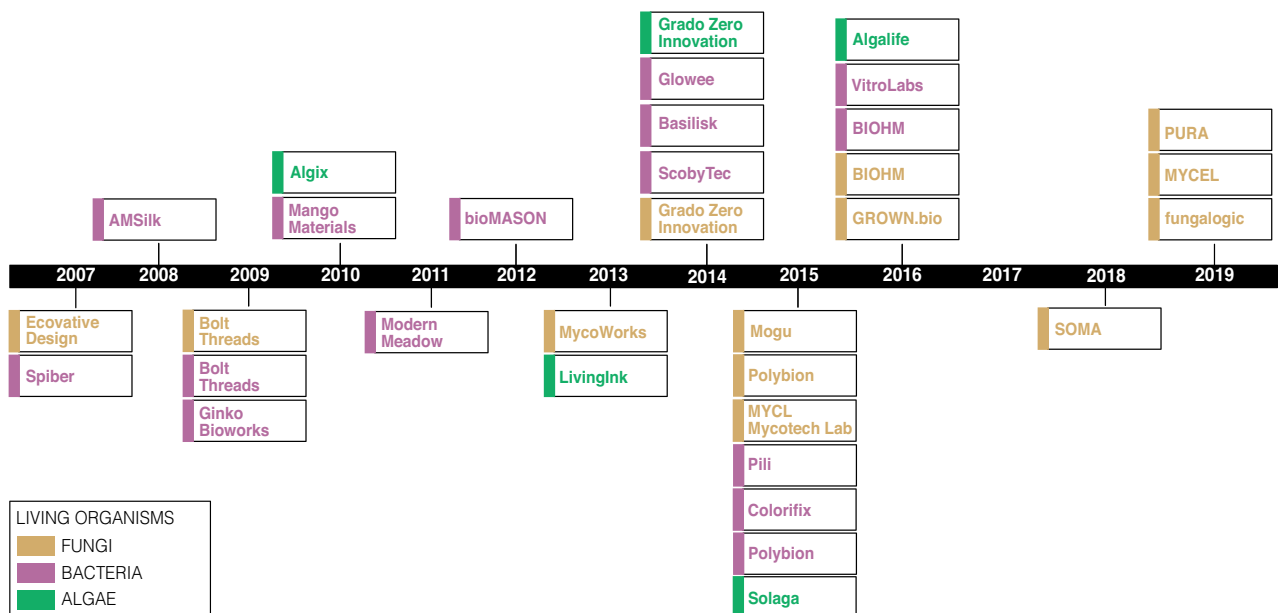 Grado Zero
Innovation
Glowee
Basilisk
ScobyTec
Grado Zero
Innovation
Algalife
VitroLabs
BIOHM
BIOHM
GROWN.bio
PURA
MYCEL
fungalogic
Algix
Mango
Materials
AMSilk
bioMASON
2007 2008 2009 2010 2011 2012 2013 2014 2015 2016 2017 2018 2019
Ecovative
Design
Spiber
Bolt
Threads
Bolt
Threads
Ginko
Bioworks
Modern
Meadow
MycoWorks
LivingInk
Mogu
Polybion
MYCL
Mycotech Lab
Pili
Colorifix
Polybion
Solaga
SOMA
LIVING ORGANISMS
FUNGI
BACTERIA
ALGAE